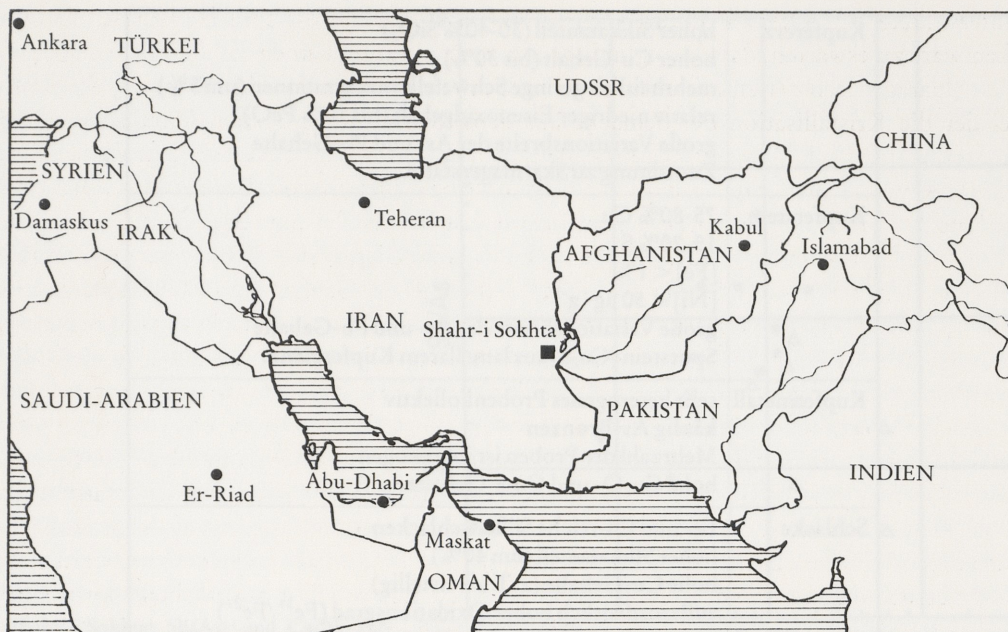 Ankara
TÜRKEI
UDSSR
CHINA
SYRIEN
Damaskus
IRAK
Teheran
Kabul
AFGHANISTAN
Islamabad
IRAN
Shahr-i Sokhta
SAUDI-ARABIEN
PAKISTAN
INDIEN
Er-Riad
Abu-Dhabi
Maskat
OMAN